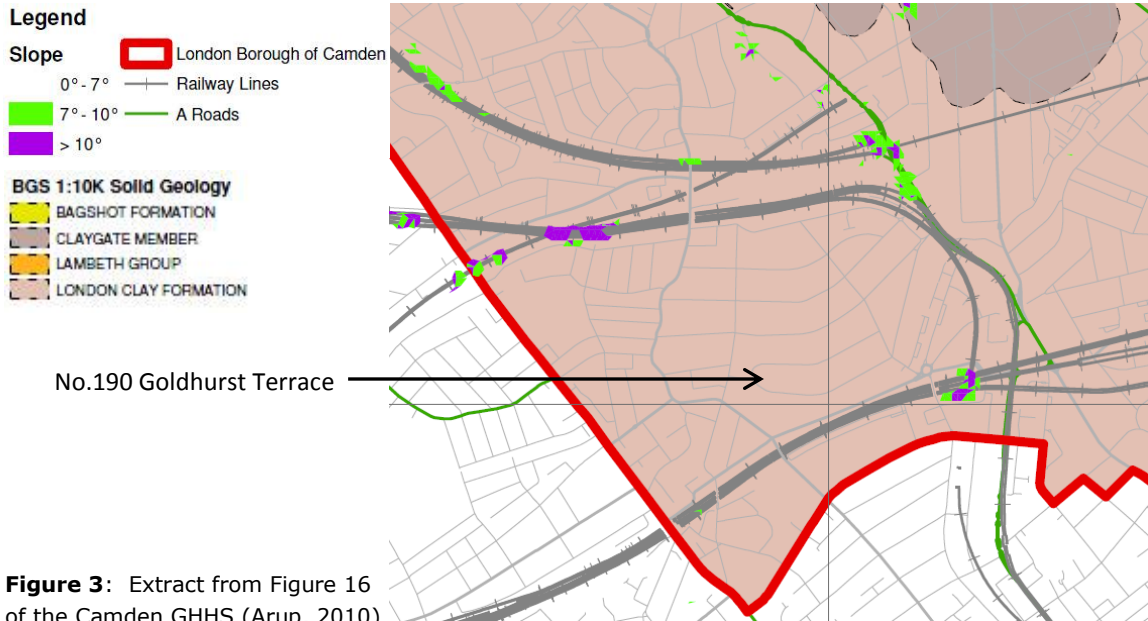 Legend
Slope
London Borough of Camden
0°- 7°
Railway Lines
7°- 10°
A Roads
> 10°
BGS 1:10K Solid Geology
BAGSHOT FORMATION
CLAYGATE MEMBER
LAMBETH GROUP
LONDON CLAY FORMATION
No.190 Goldhurst Terrace
Figure 3: Extract from Figure 16
of the Camden GHHS (Arup, 2010)